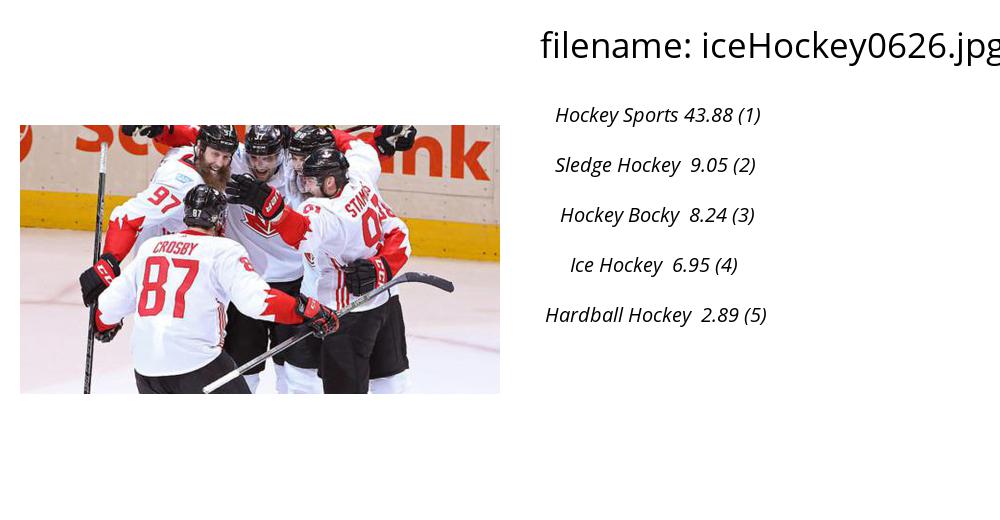 filename: iceHockey0626.jpg
Hockey Sports 43.88 (1)
Sledge Hockey 9.05 (2)
Hockey Bocky 8.24 (3)
Ice Hockey 6.95 (4)
Hardball Hockey 2.89 (5)
97
87
CROSBY
87